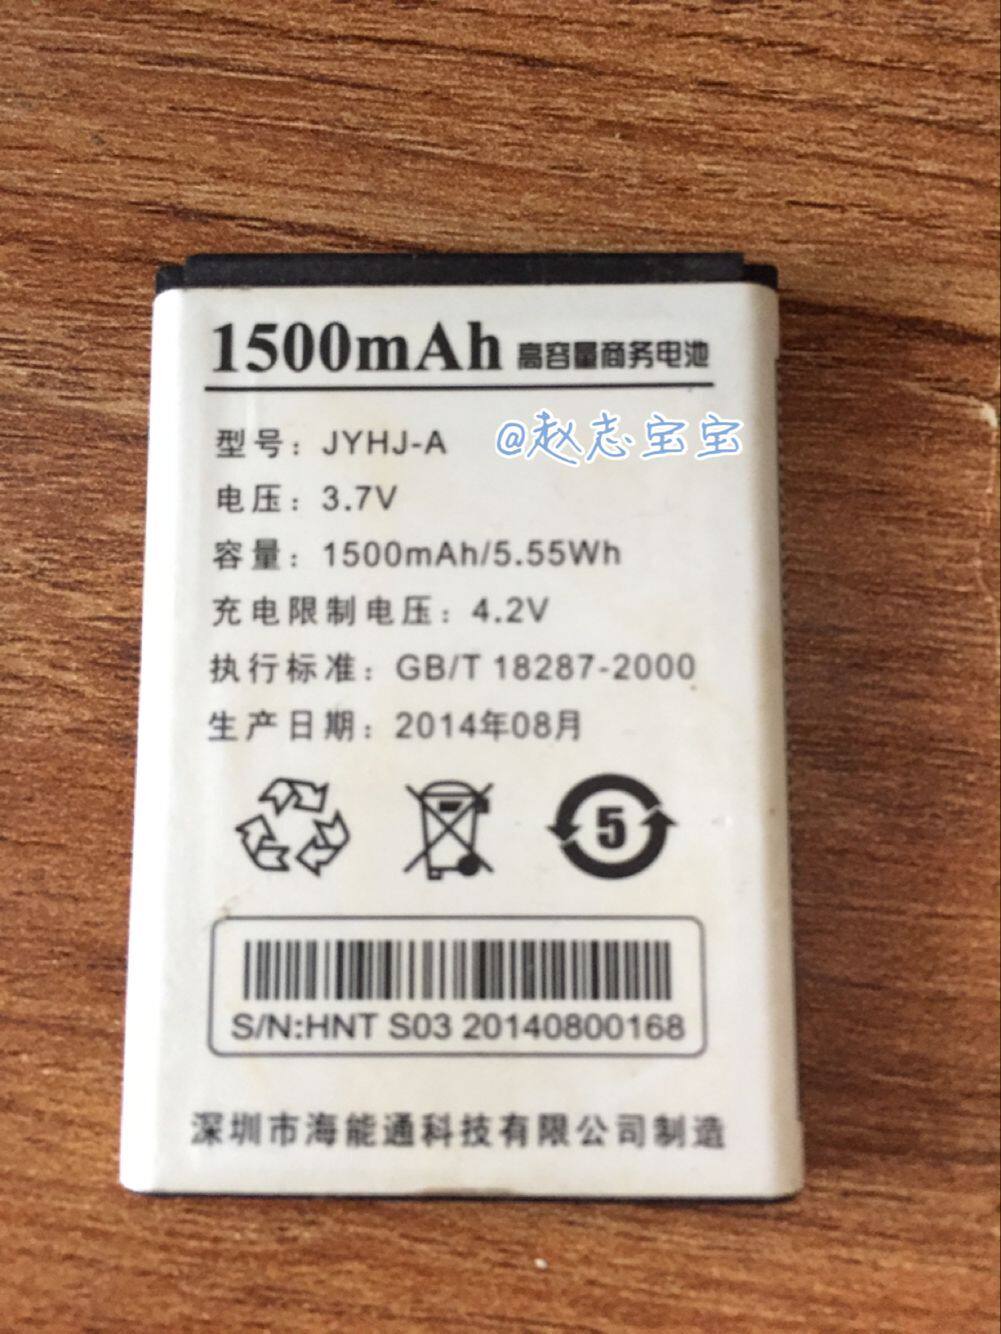 1500mAh 高容量商务电池
型号：JYHJ-A @赵志宝宝
电压：3.7V
容量：1500mAh/5.55Wh
充电限制电压：4.2V
执行标准：GB/T 18287-2000
生产日期：2014年08月
5
S/N:HNT S03 20140800168
深圳市海能通科技有限公司制造